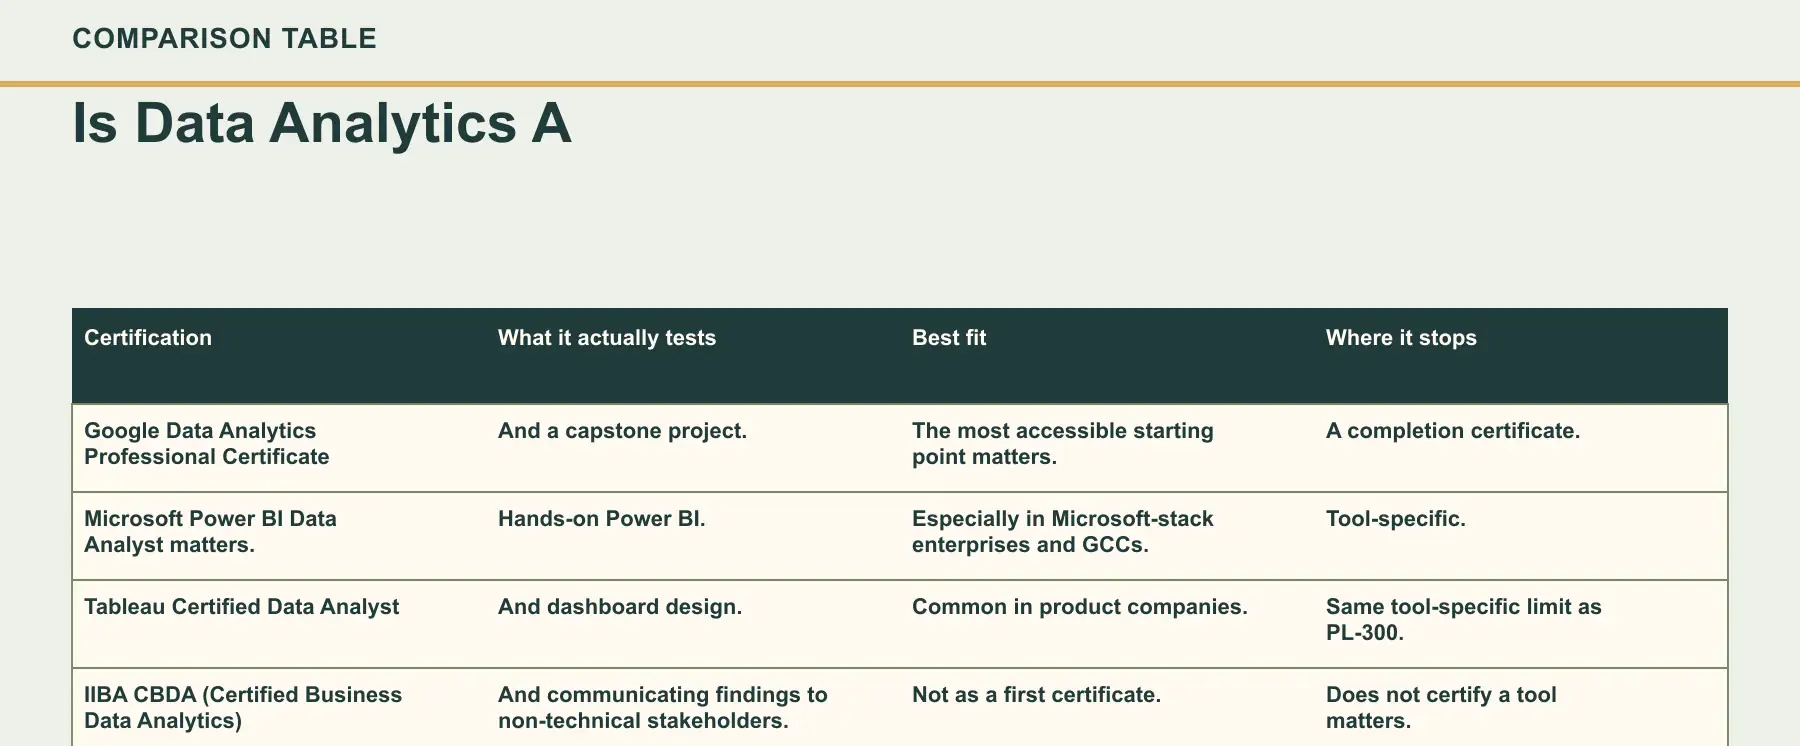 COMPARISON TABLE
Is Data Analytics A
Certification What it actually tests Best fit Where it stops
Google Data Analytics And a capstone project. The most accessible starting A completion certificate.
Professional Certificate point matters.
Microsoft Power BI Data Hands-on Power BI. Especially in Microsoft-stack Tool-specific.
Analyst matters. enterprises and GCCs.
Tableau Certified Data Analyst And dashboard design. Common in product companies. Same tool-specific limit as
PL-300.
IIBA CBDA (Certified Business And communicating findings to Not as a first certificate. Does not certify a tool
Data Analytics) non-technical stakeholders. matters.